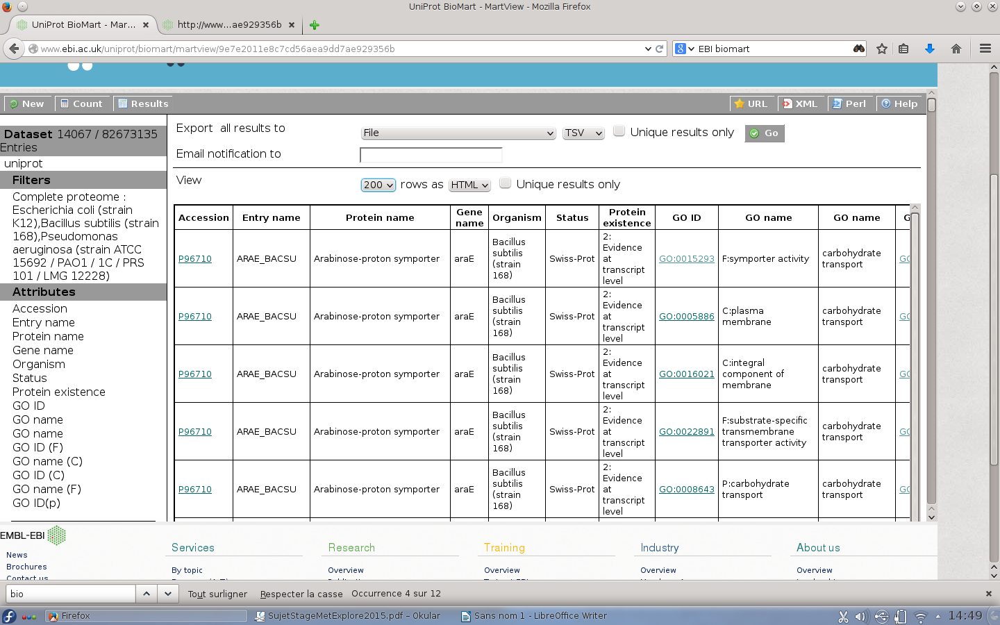 UniProt BioMart - MartView - Mozilla Firefox
UniProt BioMart - Mar...
http://www...ae929356b
www.ebi.ac.uk/uniprot/biomart/martview/9e7e2011e8c7cd56aea9dd7ae929356b
EBI biomart
New
Count
Results
URL
XML
Perl
Help
Dataset 14067 / 82673135
Entries
uniprot
Filters
Complete proteome :
Escherichia coli (strain
K12),Bacillus subtilis (strain
168),Pseudomonas
aeruginosa (strain ATCC
15692 / PAO1 / 1C / PRS
101 / LMG 12228)
Attributes
Accession
Entry name
Protein name
Gene name
Organism
Status
Protein existence
GO ID
GO name
GO name
GO ID (F)
GO name (C)
GO ID (C)
GO name (F)
GO ID(p)
Export all results to
File
TSV
Unique results only
Go
Email notification to
View
200 rows as HTML
Unique results only
Accession
Entry name
Protein name
Gene
name
Organism
Status
Protein
existence
GO ID
GO name
GO name
G
P96710
ARAE_BACSU
Arabinose-proton symporter
araE
Bacillus
subtilis
(strain
168)
Swiss-Prot
2:
Evidence
at
transcript
level
GO:0015293
F:symporter activity
carbohydrate
transport
GO
P96710
ARAE_BACSU
Arabinose-proton symporter
araE
Bacillus
subtilis
(strain
168)
Swiss-Prot
2:
Evidence
at
transcript
level
GO:0005886
C:plasma
membrane
carbohydrate
transport
GO
P96710
ARAE_BACSU
Arabinose-proton symporter
araE
Bacillus
subtilis
(strain
168)
Swiss-Prot
2:
Evidence
at
transcript
level
GO:0016021
C:integral
component of
membrane
carbohydrate
transport
GO
P96710
ARAE_BACSU
Arabinose-proton symporter
araE
Bacillus
subtilis
(strain
168)
Swiss-Prot
2:
Evidence
at
transcript
level
GO:0022891
F:substrate-specific
transmembrane
transporter activity
carbohydrate
transport
GO
P96710
ARAE_BACSU
Arabinose-proton symporter
araE
Bacillus
subtilis
(strain
168)
Swiss-Prot
2:
Evidence
at
transcript
level
GO:0008643
P:carbohydrate
transport
carbohydrate
transport
GO
EMBL-EBI
News
Brochures
Contact us
Services
By topic
Research
Overview
Training
Overview
Industry
Overview
About us
Overview
bio
Tout surligner
Respecter la casse
Occurrence 4 sur 12
Firefox
SujetStageMetExplore2015.pdf – Okular
Sans nom 1 - LibreOffice Writer
14:49